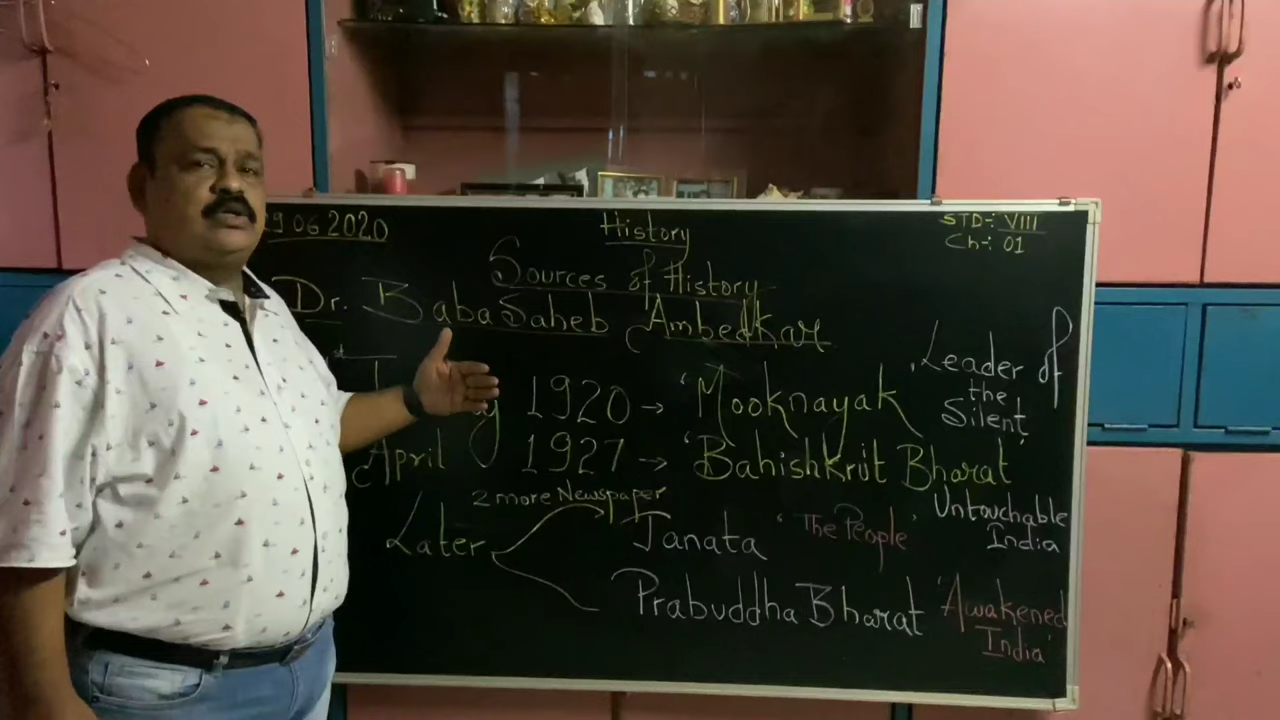 9.06 2020
History
STD-: VIII
Ch-: 01
Sources of History
Dr. BabaSaheb Ambedkar
1920 → 'Mooknayak
'Leader of the Silent
April 1927 → 'Bahishkrit Bharat'
Untouchable India
2 more Newspaper
Later
Janata 'The People'
Prabuddha Bharat 'Awakened India'